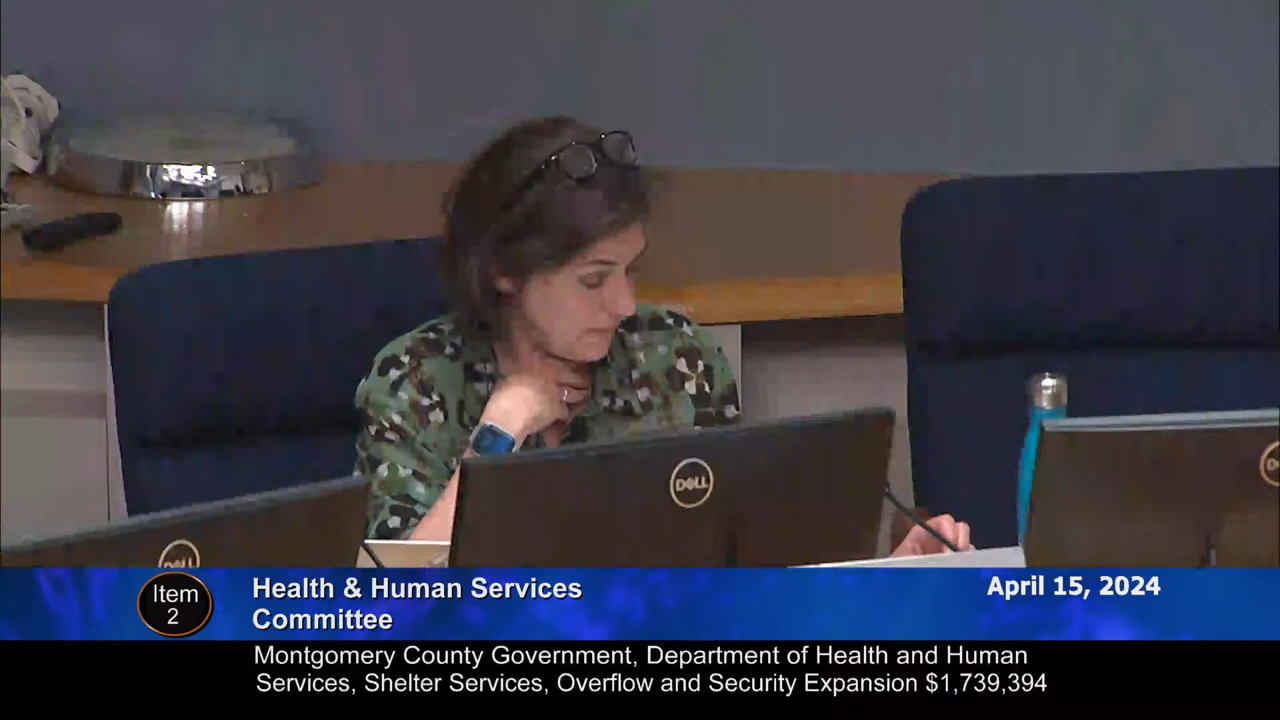 DELL
DELL
Item
2
Health & Human Services
Committee
April 15, 2024
Montgomery County Government, Department of Health and Human
Services, Shelter Services, Overflow and Security Expansion $1,739,394